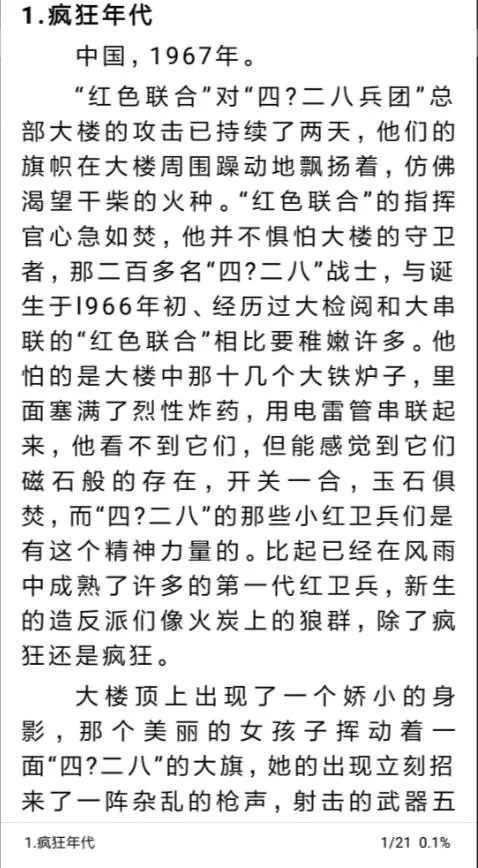 1.疯狂年代
中国，1967年。
“红色联合”对“四?二八兵团”总
部大楼的攻击已持续了两天，他们的
旗帜在大楼周围躁动地飘扬着，仿佛
渴望干柴的火种。“红色联合”的指挥
官心急如焚，他并不惧怕大楼的守卫
者，那二百多名“四?二八”战士，与诞
生于l966年初、经历过大检阅和大串
联的“红色联合”相比要稚嫩许多。他
怕的是大楼中那十几个大铁炉子，里
面塞满了烈性炸药，用电雷管串联起
来，他看不到它们，但能感觉到它们
磁石般的存在，开关一合，玉石俱
焚，而“四?二八”的那些小红卫兵们是
有这个精神力量的。比起已经在风雨
中成熟了许多的第一代红卫兵，新生
的造反派们像火炭上的狼群，除了疯
狂还是疯狂。
大楼顶上出现了一个娇小的身
影，那个美丽的女孩子挥动着一
面“四?二八”的大旗，她的出现立刻招
来了一阵杂乱的枪声，射击的武器五
1.疯狂年代
1/21 0.1%